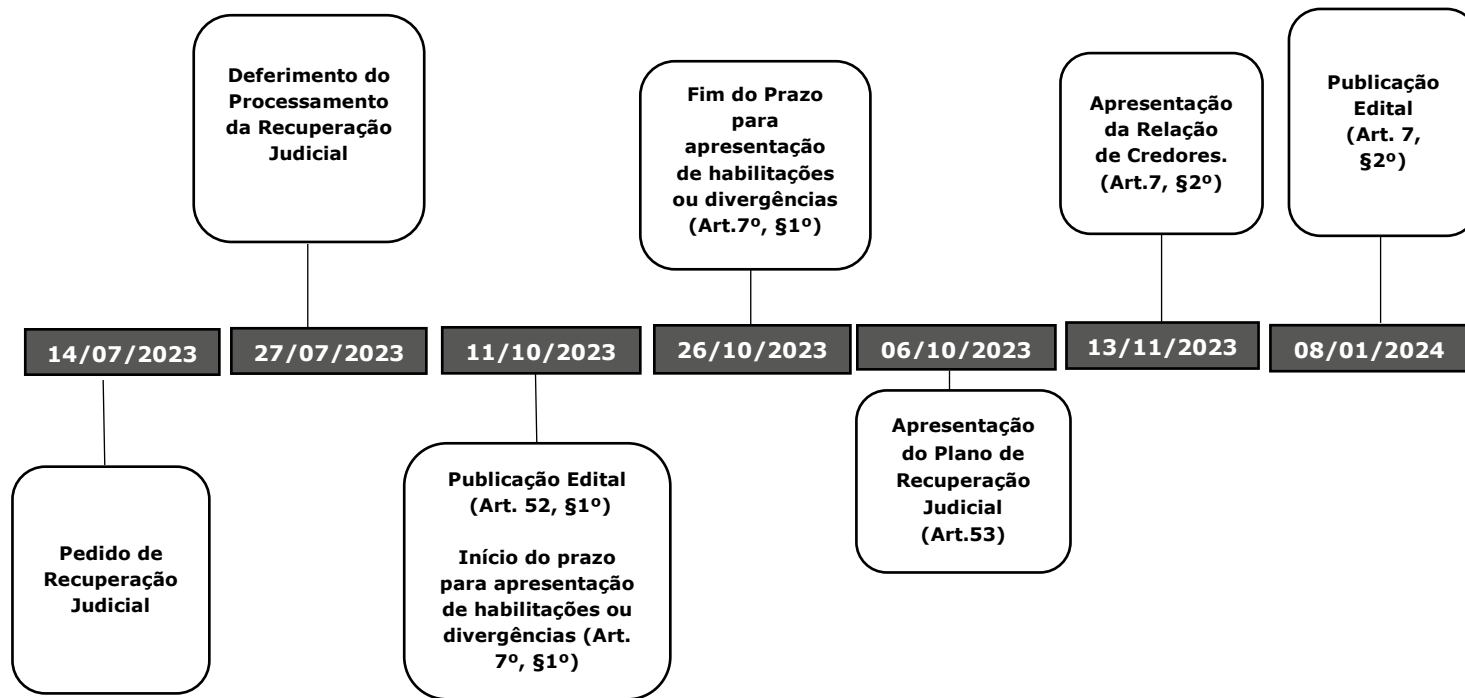 Deferimento do
Processamento
da Recuperação
Judicial
Fim do Prazo
para
apresentação
de habilitações
ou divergências
(Art.7º, §1º)
Apresentação
da Relação
de Credores.
(Art.7, §2º)
Publicação
Edital
(Art. 7,
§2º)
14/07/2023
27/07/2023
11/10/2023
26/10/2023
06/10/2023
13/11/2023
08/01/2024
Pedido de
Recuperação
Judicial
Publicação Edital
(Art. 52, §1º)
Início do prazo
para apresentação
de habilitações ou
divergências (Art.
7º, §1º)
Apresentação
do Plano de
Recuperação
Judicial
(Art.53)